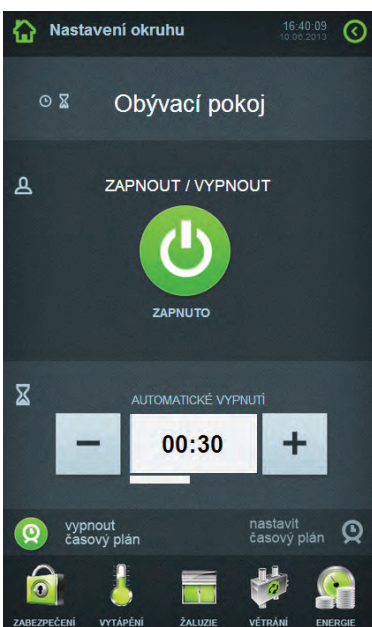 Nastavení okruhu
16:40:09
10.06.2013
Obývací pokoj
ZAPNOUT / VYPNOUT
ZAPNUTO
AUTOMATICKÉ VYPNUTÍ
− 00:30 +
vypnout
časový plán
nastavit
časový plán
ZABEZPEČENÍ VYTÁPĚNÍ ŽALUZIE VĚTRÁNÍ ENERGIE